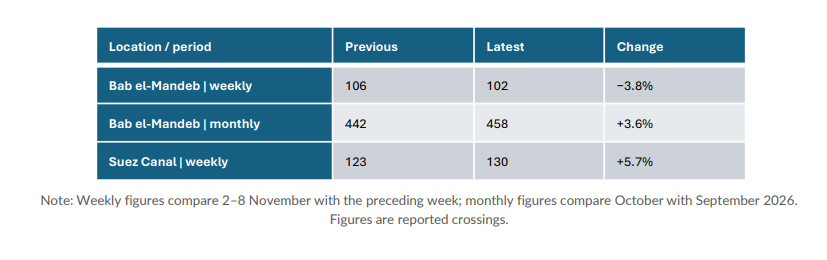 Location / period Previous Latest Change
Bab el-Mandeb | weekly 106 102 −3.8%
Bab el-Mandeb | monthly 442 458 +3.6%
Suez Canal | weekly 123 130 +5.7%
Note: Weekly figures compare 2–8 November with the preceding week; monthly figures compare October with September 2026.
Figures are reported crossings.